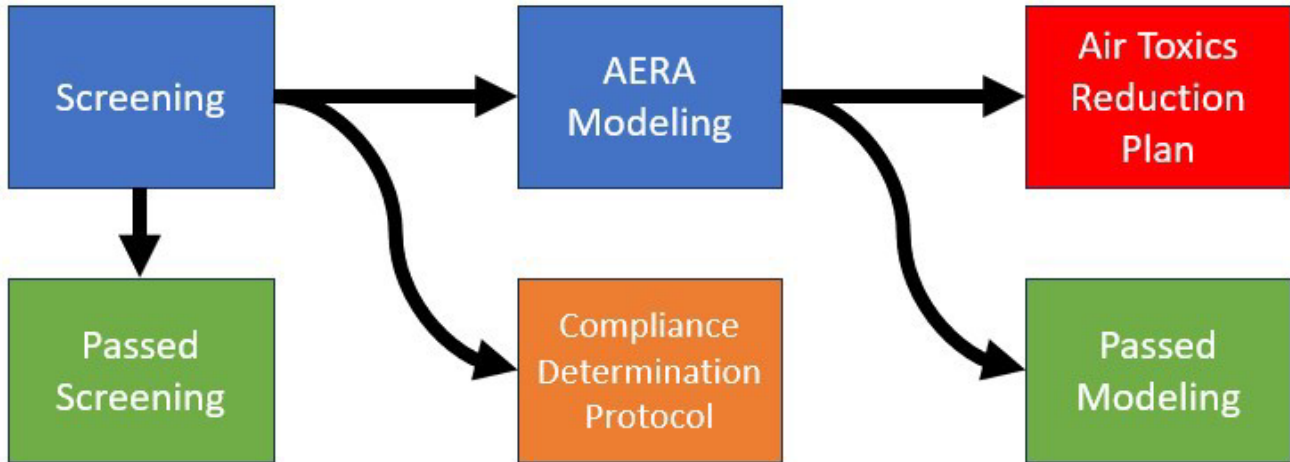 Screening
AERA
Modeling
Air Toxics
Reduction
Plan
Passed
Screening
Compliance
Determination
Protocol
Passed
Modeling